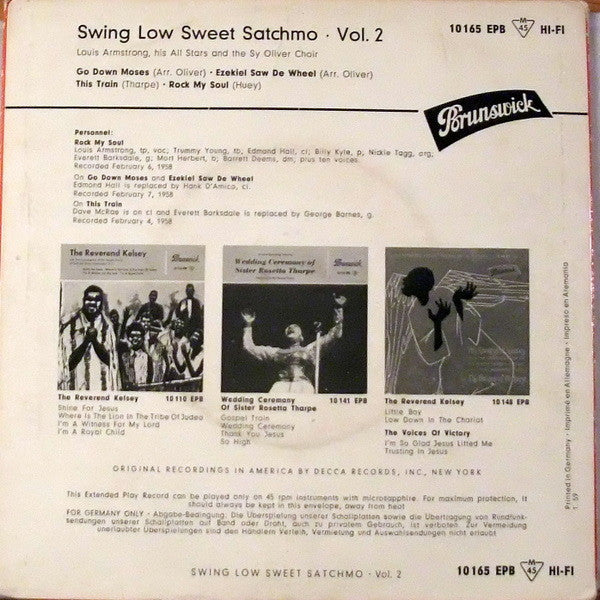 Swing Low Sweet Satchmo · Vol. 2
10165 EPB M 45 HI-FI
Louis Armstrong, his All Stars and the Sy Oliver Choir
Go Down Moses (Arr. Oliver) · Ezekiel Saw De Wheel (Arr. Oliver)
This Train (Tharpe) · Rock My Soul (Huey)
Brunswick
Personnel:
Rock My Soul
Louis Armstrong, tp, voc; Trummy Young, tb; Edmond Hall, cl; Billy Kyle, p; Nickie Tagg, org;
Everett Barksdale, g; Mort Herbert, b; Barrett Deems, dm, plus ten voices.
Recorded February 6, 1958
On Go Down Moses and Ezekiel Saw De Wheel
Edmond Hall is replaced by Hank D'Amico, cl.
Recorded February 7, 1958
On This Train
Dave McRae is on cl and Everett Barksdale is replaced by George Barnes, g.
Recorded February 4, 1958
The Reverend Kelsey
Brunswick
Wedding Ceremony of
Sister Rosetta Tharpe
Brunswick
Brunswick
The Reverend Kelsey 10110 EPB
Shine For Jesus
Where Is The Lion In The Tribe Of Judea
I'm A Witness For My Lord
I'm A Royal Child
Wedding Ceremony 10141 EPB
Of Sister Rosetta Tharpe
Gospel Train
Wedding Ceremony
Thank You Jesus
So High
The Reverend Kelsey 10148 EPB
Little Boy
Low Down In The Chariot
The Voices Of Victory
I'm So Glad Jesus Lifted Me
Trusting In Jesus
ORIGINAL RECORDINGS IN AMERICA BY DECCA RECORDS, INC., NEW YORK
This Extended Play Record can be played only on 45 rpm instruments with microsapphire. For maximum protection, it
should always be kept in this envelope, away from heat
FOR GERMANY ONLY · Abgabe-Bedingung: Die Überspielung unserer Schallplatten sowie die Übertragung von Rundfunk-
sendungen unserer Schallplatten auf Band oder Draht, auch zu privatem Gebrauch, ist verboten. Zur Vermeidung
unerlaubter Überspielungen sind den Händlern Verleih, Vermietung und Auswahlsendungen nicht erlaubt
SWING LOW SWEET SATCHMO · Vol. 2
10165 EPB M 45 HI-FI
Printed in Germany · Imprimé en Allemagne · Impreso en Alemania
1. 59